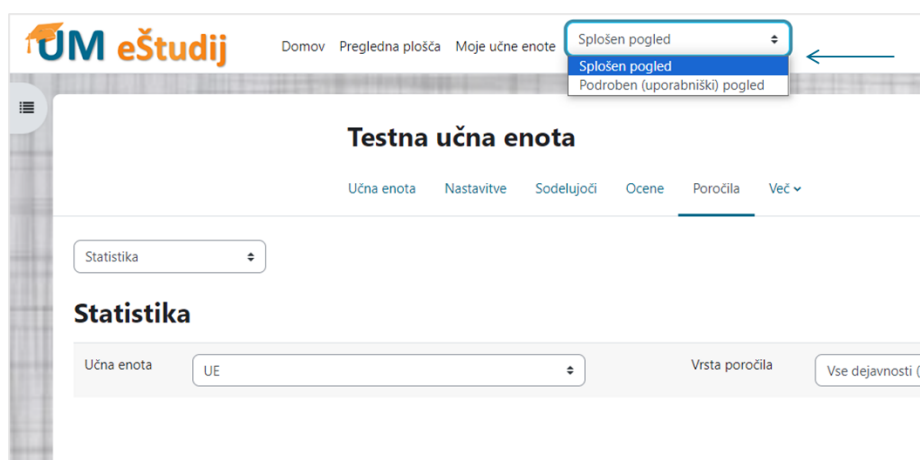 UM eŠtudij
Domov Pregledna plošča Moje učne enote Splošen pogled
Splošen pogled
Podroben (uporabniški) pogled
Testna učna enota
Učna enota Nastavitve Sodelujoči Ocene Poročila Več
Statistika
Statistika
Učna enota UE Vrsta poročila Vse dejavnosti (